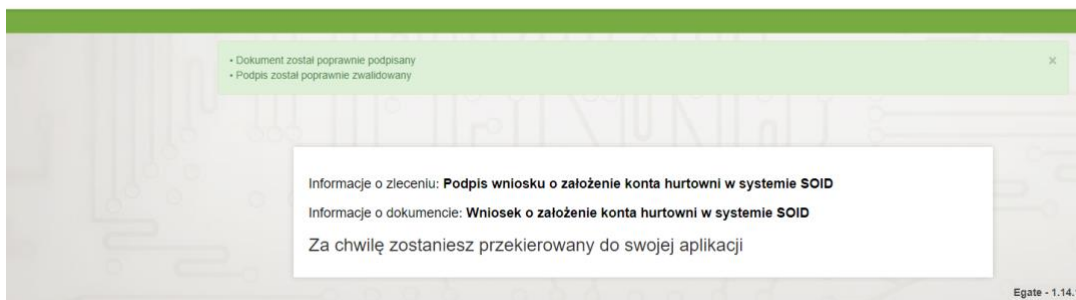 • Dokument został poprawnie podpisany
• Podpis został poprawnie zwalidowany
×
Informacje o zleceniu: Podpis wniosku o założenie konta hurtowni w systemie SOID
Informacje o dokumencie: Wniosek o założenie konta hurtowni w systemie SOID
Za chwilę zostaniesz przekierowany do swojej aplikacji
Egate - 1.14.